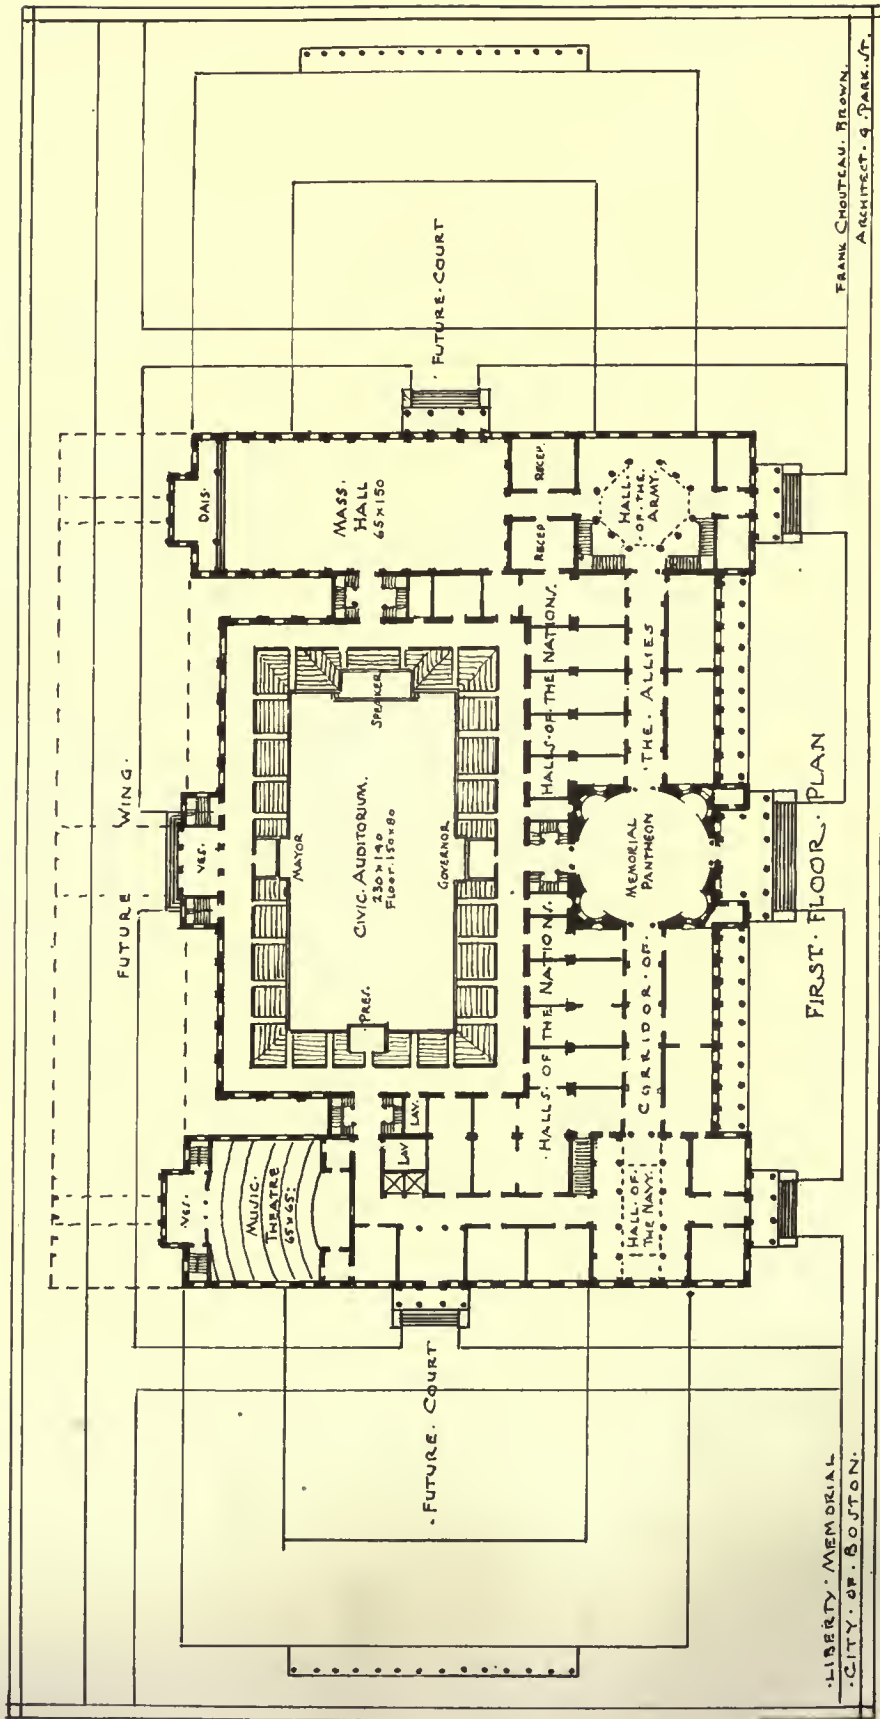 FUTURE WING.
VES.
MUSIC.
THEATRE
65 x 65.
VES.
DAIS.
MASS.
HALL
65 x 150
MAYOR
CIVIC. AUDITORIUM.
230 x 140
FLOOR. 150 x 80
PRES.
SPEAKER
GOVERNOR
LAV.
LAV
·FUTURE. COURT
·FUTURE·COURT
RECEP.
RECEP.
·HALLS. OF THE NATIONS.
HALLS·OF·THE NATIONS.
HALL. OF.
THE NAVY.
CORRIDOR·OF·
MEMORIAL
PANTHEON
·THE·ALLIES
HALL·
·OF·THE·
ARMY.
FIRST·FLOOR·PLAN
·LIBERTY·MEMORIAL
·CITY·OF·BOSTON·
FRANK CHOUTEAU. BROWN.
ARCHITECT· 9·PARK·ST.